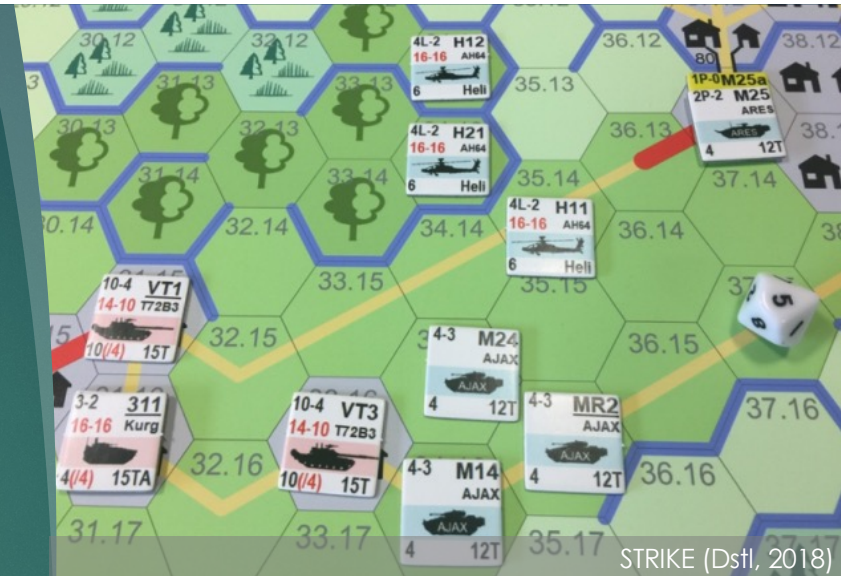 30.12
32.12
36.12
38.12
80
31.13
33.13
35.13
30.13
32.13
36.13
31.14
33.14
35.14
37.14
30.14
32.14
34.14
36.14
33.15
35.15
32.15
36.15
37.16
32.16
36.16
31.17
33.17
35.17
37.17
4L-2 H12
16-16 AH64
6 Heli
1P-0 M25a
2P-2 M25
ARES
ARES
4 12T
4L-2 H21
16-16 AH64
6 Heli
4L-2 H11
16-16 AH64
6 Heli
10-4 VT1
14-10 T72B3
10(/4) 15T
4-3 M24
AJAX
AJAX
4 12T
3-2 311
16-16 Kurg
4(/4) 15TA
10-4 VT3
14-10 T72B3
10(/4) 15T
4-3 MR2
AJAX
AJAX
4 12T
4-3 M14
AJAX
AJAX
4 12T
5
STRIKE (Dstl, 2018)